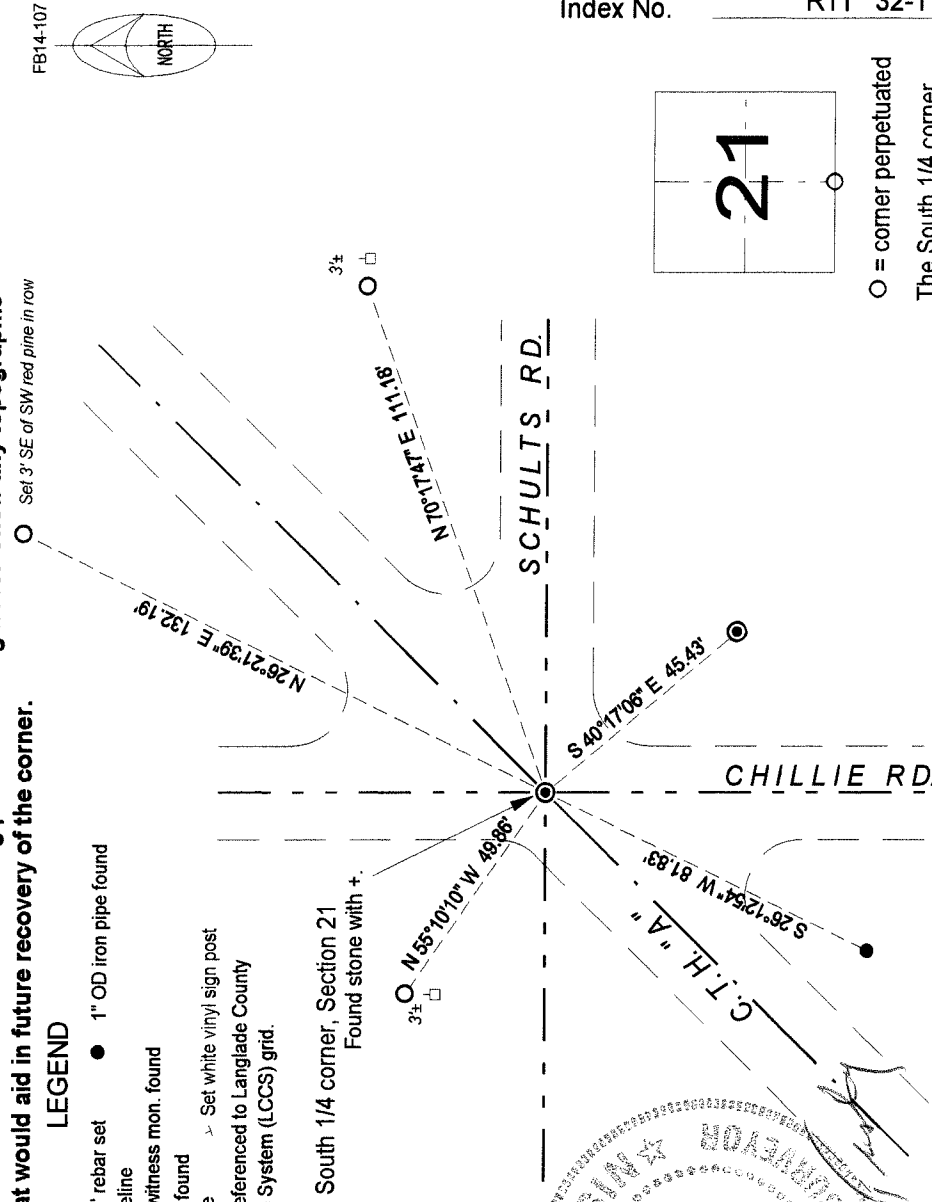 FB14-107
NORTH
Index No.
at would aid in future recovery of the corner.
LEGEND
" rebar set
1" OD iron pipe found
eline
witness mon. found
found
e
Set white vinyl sign post
eferenced to Langlade County
System (LCCS) grid.
Set 3' SE of SW red pine in row
N 26°21'39" E 132.19'
N 70°17'47" E 111.18'
3'±
SCHULTS RD.
21
= corner perpetuated
The South 1/4 corner
South 1/4 corner, Section 21
Found stone with +.
N 55°10'10" W 49.86'
3'±
S 40°17'06" E 45.43'
CHILLIE RD.
S 26°12'54" W 81.83'
C.T.H. "A"